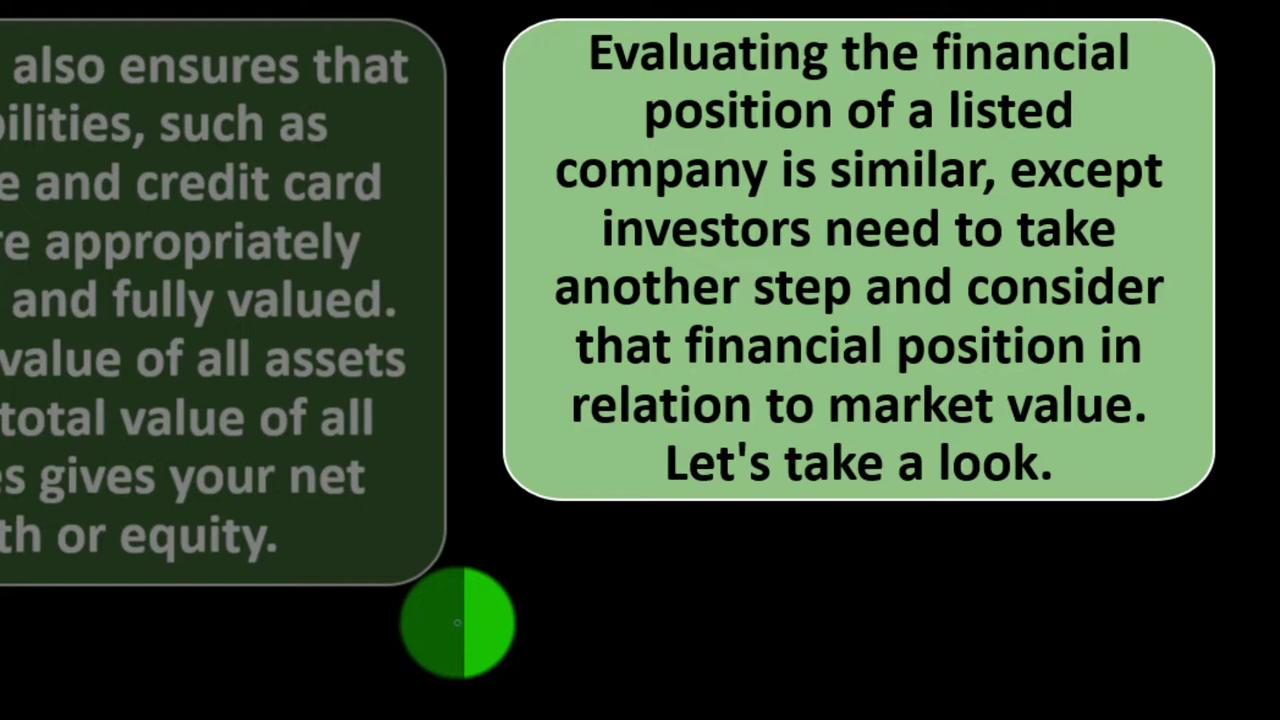 also ensures that
such as
and credit card
appropriately
and fully valued.
value of all assets
total value of all
gives your net
or equity.
Evaluating the financial
position of a listed
company is similar, except
investors need to take
another step and consider
that financial position in
relation to market value.
Let's take a look.